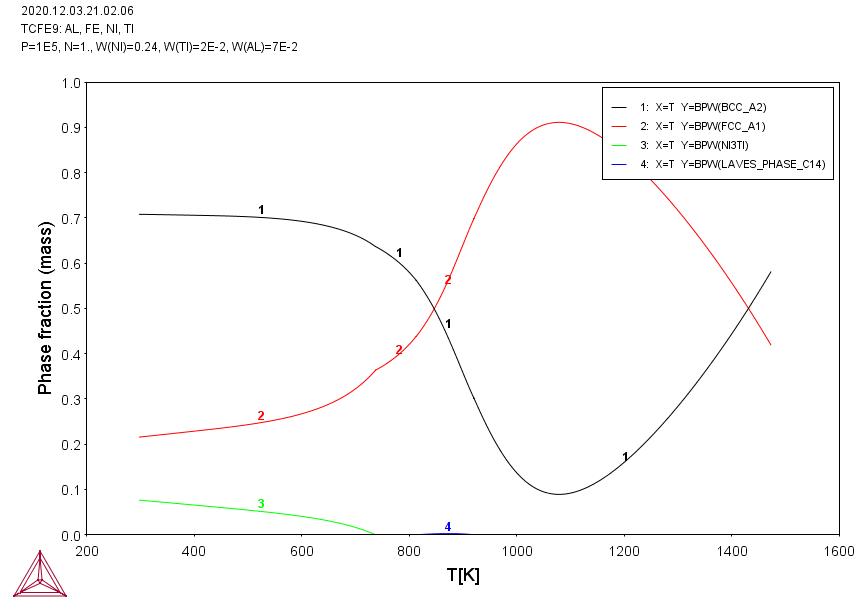 2020.12.03.21.02.06
TCFE9: AL, FE, NI, TI
P=1E5, N=1., W(NI)=0.24, W(TI)=2E-2, W(AL)=7E-2
1: X=T Y=BPW(BCC_A2)
2: X=T Y=BPW(FCC_A1)
3: X=T Y=BPW(NI3TI)
4: X=T Y=BPW(LAVES_PHASE_C14)
Phase fraction (mass)
1.0
0.9
0.8
0.7
0.6
0.5
0.4
0.3
0.2
0.1
0.0
1
1
1
1
2
2
2
3
4
200 400 600 800 1000 1200 1400 1600
T[K]